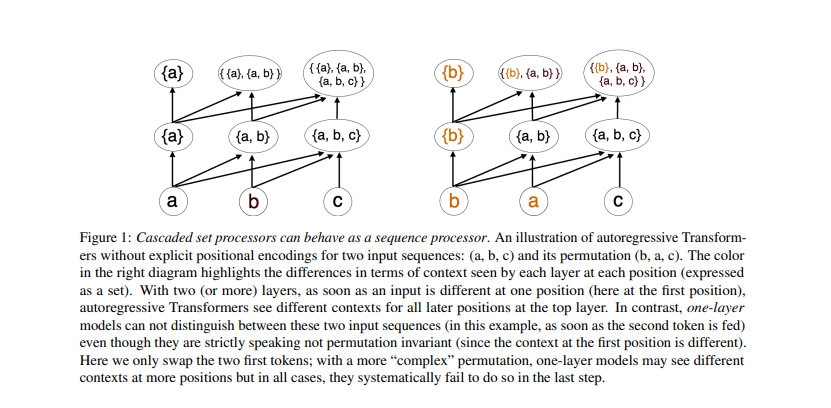 {a} {{a}, {a, b}} {{a}, {a, b}, {a, b, c}} {b} {{b}, {a, b}} {{b}, {a, b}, {a, b, c}}
{a} {a, b} {a, b, c} {b} {a, b} {a, b, c}
a b c b a c
Figure 1: Cascaded set processors can behave as a sequence processor. An illustration of autoregressive Transform-
ers without explicit positional encodings for two input sequences: (a, b, c) and its permutation (b, a, c). The color
in the right diagram highlights the differences in terms of context seen by each layer at each position (expressed
as a set). With two (or more) layers, as soon as an input is different at one position (here at the first position),
autoregressive Transformers see different contexts for all later positions at the top layer. In contrast, one-layer
models can not distinguish between these two input sequences (in this example, as soon as the second token is fed)
even though they are strictly speaking not permutation invariant (since the context at the first position is different).
Here we only swap the two first tokens; with a more “complex” permutation, one-layer models may see different
contexts at more positions but in all cases, they systematically fail to do so in the last step.